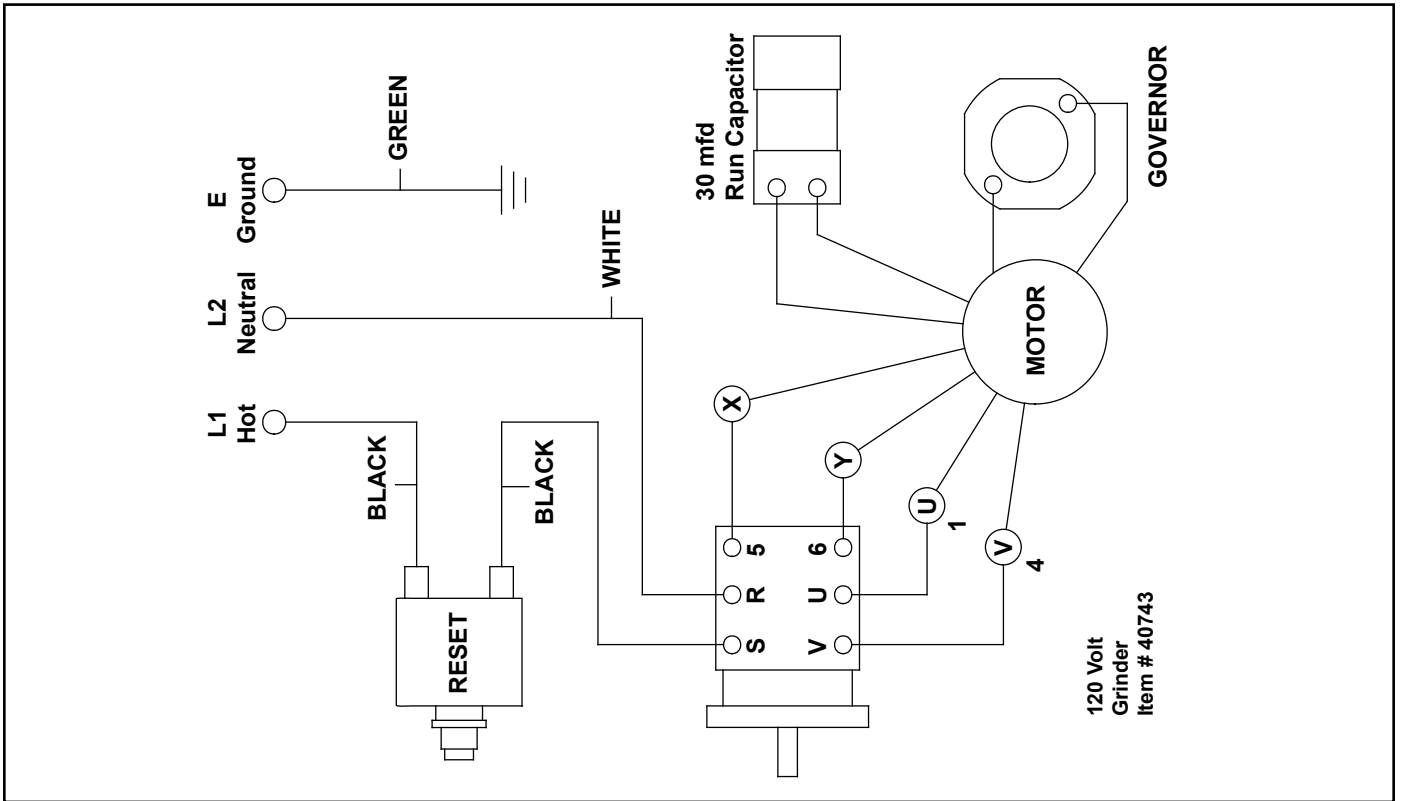 E
Ground
GREEN
L2
Neutral
WHITE
L1
Hot
BLACK
BLACK
RESET
30 mfd
Run Capacitor
GOVERNOR
MOTOR
X
Y
U
1
V
4
5
R
S
6
U
V
120 Volt
Grinder
Item # 40743